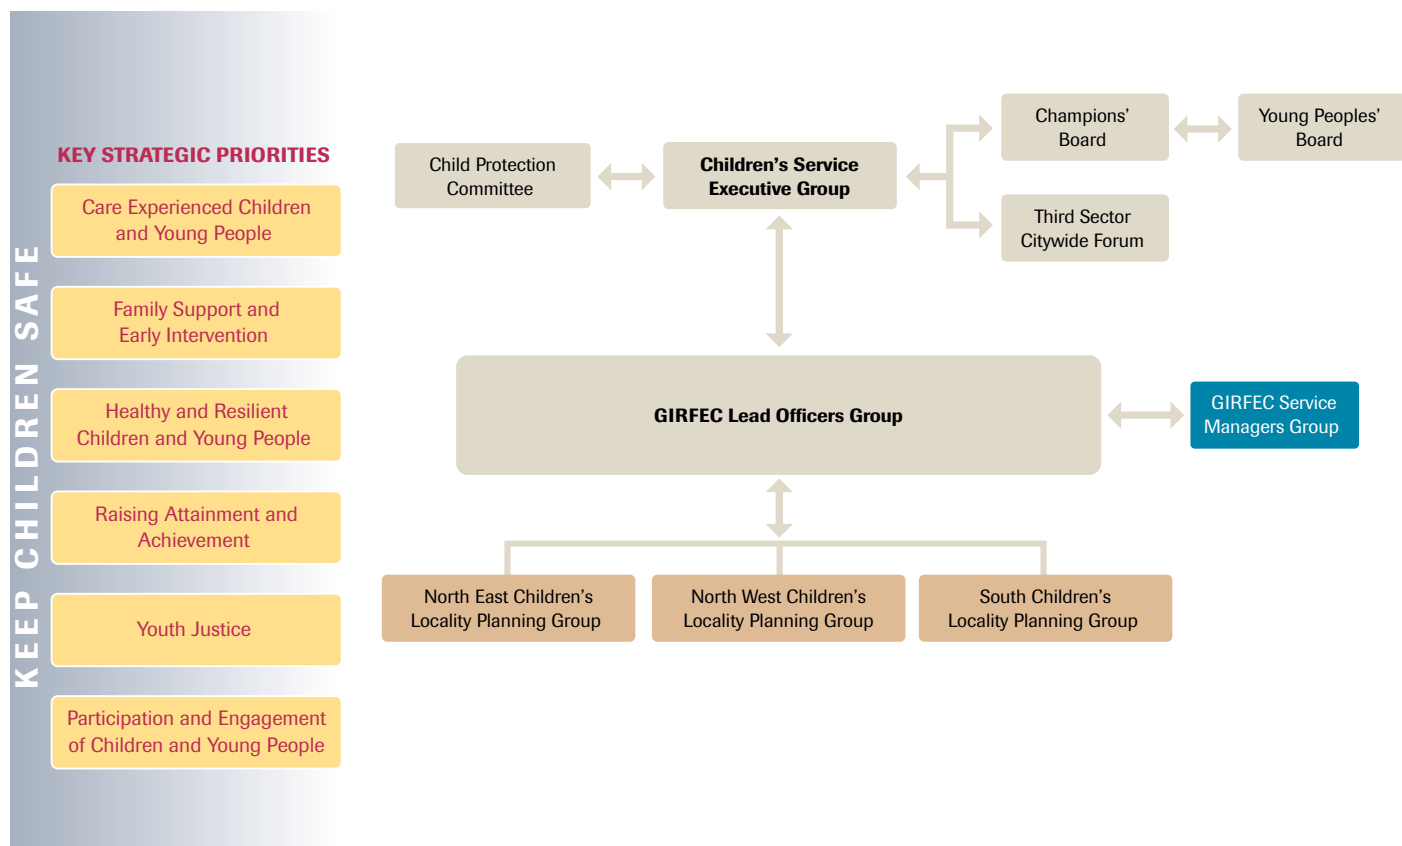 KEEP CHILDREN SAFE
KEY STRATEGIC PRIORITIES
Care Experienced Children
and Young People
Family Support and
Early Intervention
Healthy and Resilient
Children and Young People
Raising Attainment and
Achievement
Youth Justice
Participation and Engagement
of Children and Young People
Child Protection
Committee
Children's Service
Executive Group
Champions'
Board
Young Peoples'
Board
Third Sector
Citywide Forum
GIRFEC Lead Officers Group
GIRFEC Service
Managers Group
North East Children's
Locality Planning Group
North West Children's
Locality Planning Group
South Children's
Locality Planning Group